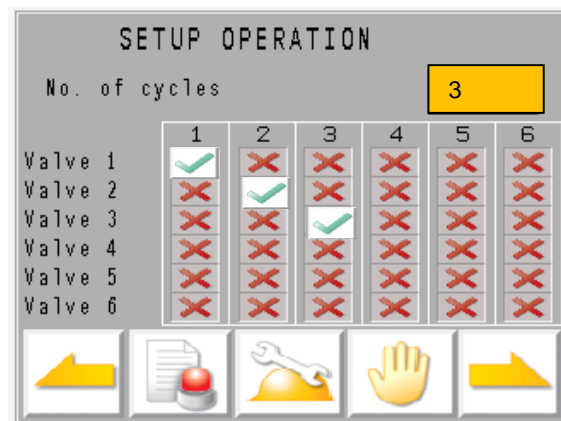 SETUP OPERATION
No. of cycles 3
1 2 3 4 5 6
Valve 1
Valve 2
Valve 3
Valve 4
Valve 5
Valve 6